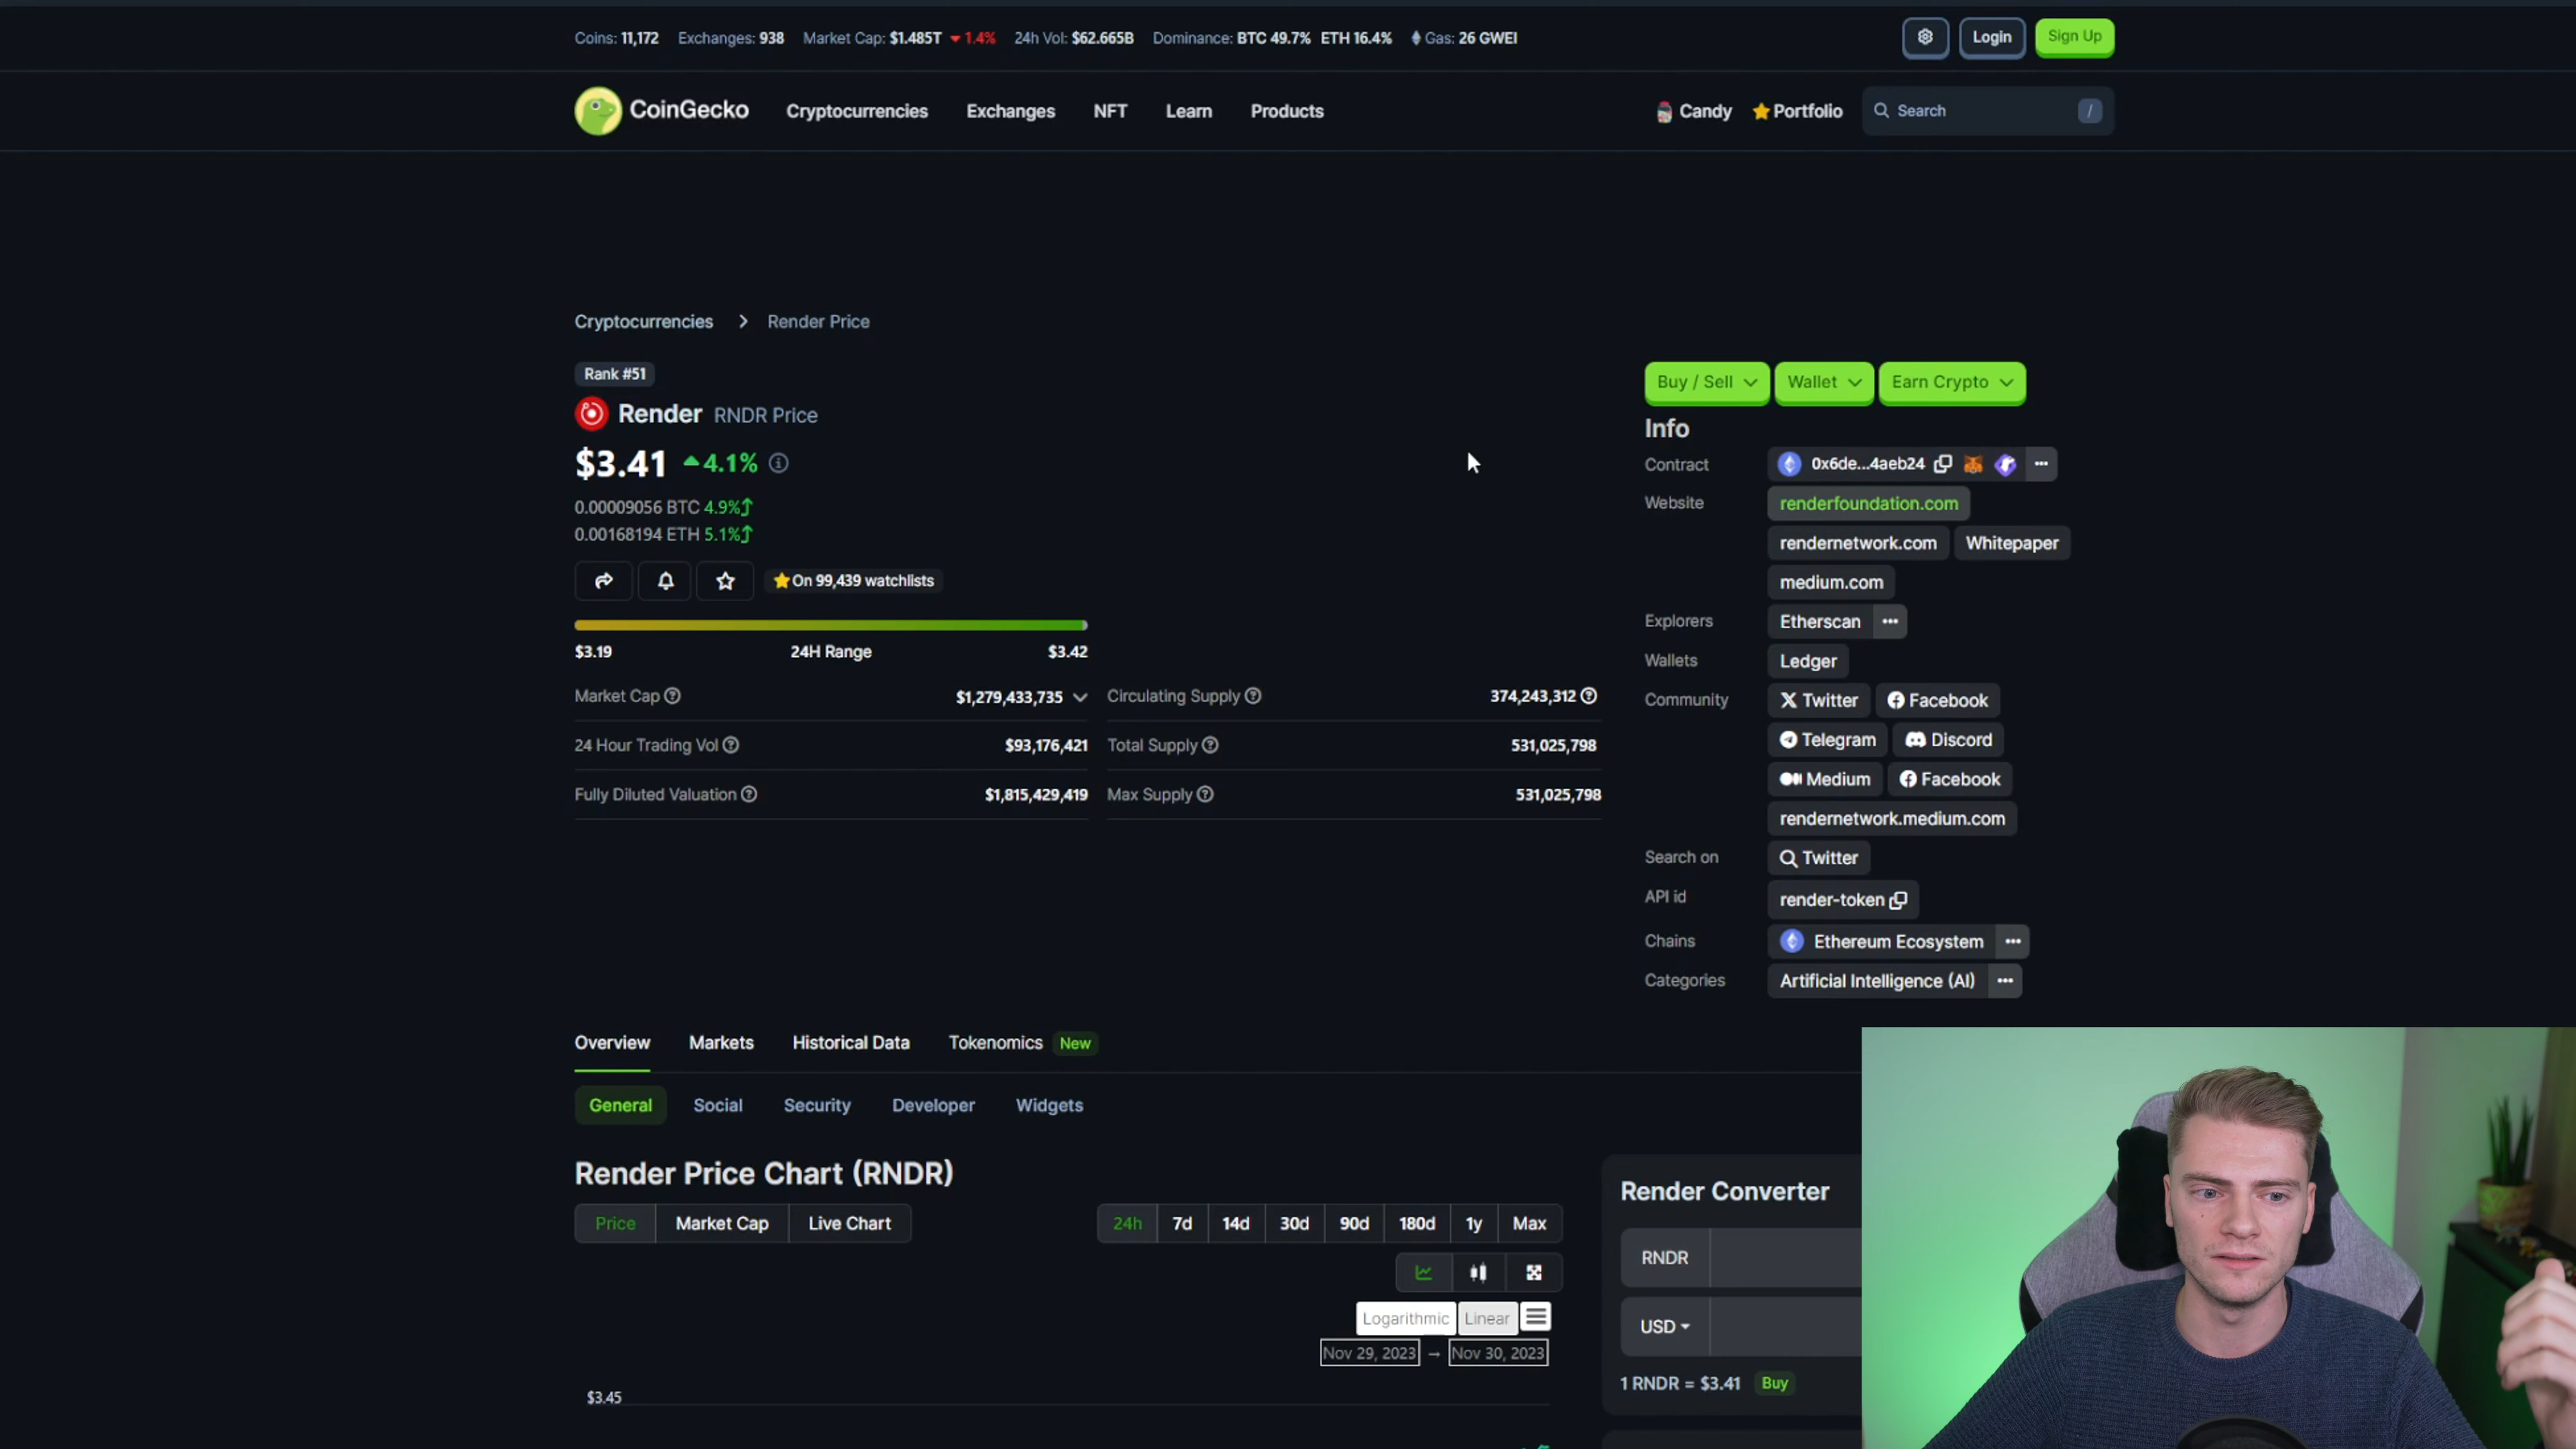 Coins: 11,172 Exchanges: 938 Market Cap: $1.485T 1.4% 24h Vol: $62.665B Dominance: BTC 49.7% ETH 16.4% Gas: 26 GWEI
Login
Sign Up
CoinGecko
Cryptocurrencies
Exchanges
NFT
Learn
Products
Candy
Portfolio
Search
/
Cryptocurrencies > Render Price
Rank #51
Render RNDR Price
$3.41 4.1%
0.00009056 BTC 4.9%
0.00168194 ETH 5.1%
On 99,439 watchlists
$3.19 24H Range $3.42
Market Cap $1,279,433,735
24 Hour Trading Vol $93,176,421
Fully Diluted Valuation $1,815,429,419
Circulating Supply 374,243,312
Total Supply 531,025,798
Max Supply 531,025,798
Buy / Sell
Wallet
Earn Crypto
Info
Contract 0x6de...4aeb24
Website renderfoundation.com
rendernetwork.com Whitepaper
medium.com
Explorers Etherscan
Wallets Ledger
Community Twitter Facebook
Telegram Discord
Medium Facebook
rendernetwork.medium.com
Search on Twitter
API id render-token
Chains Ethereum Ecosystem
Categories Artificial Intelligence (AI)
Overview Markets Historical Data Tokenomics New
General Social Security Developer Widgets
Render Price Chart (RNDR)
Price Market Cap Live Chart
24h 7d 14d 30d 90d 180d 1y Max
Logarithmic Linear
Nov 29, 2023 → Nov 30, 2023
$3.45
Render Converter
RNDR
USD
1 RNDR = $3.41 Buy